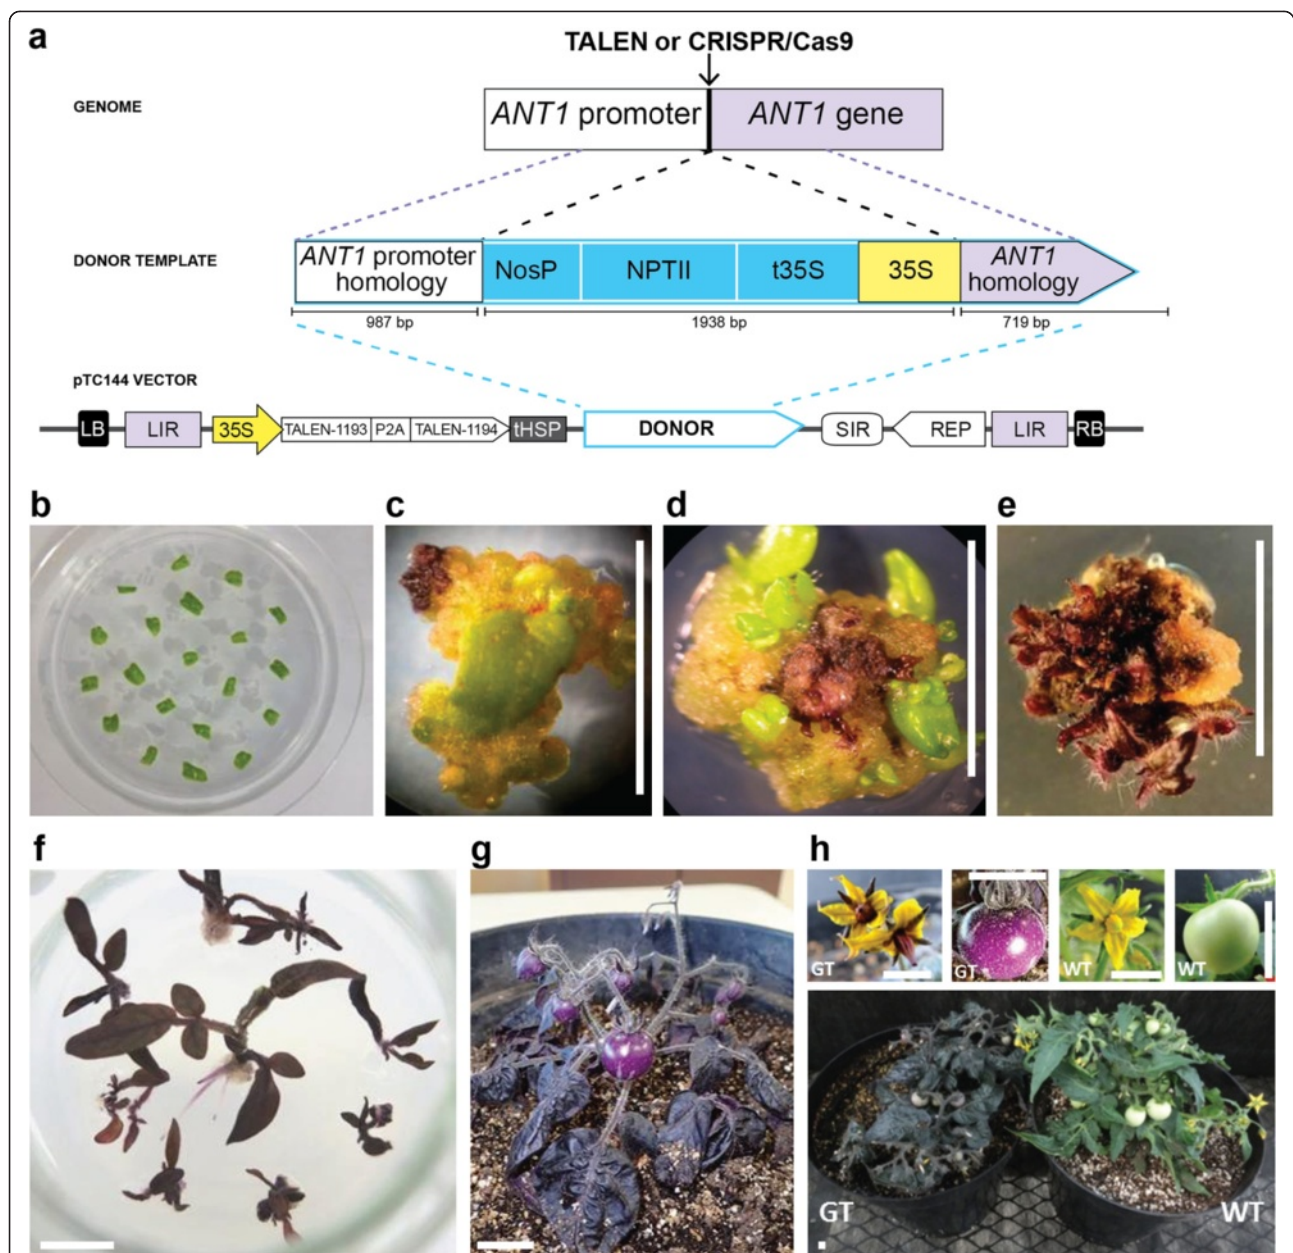 a
TALEN or CRISPR/Cas9
GENOME
ANT1 promoter
ANT1 gene
DONOR TEMPLATE
ANT1 promoter
homology
NosP
NPTII
t35S
35S
ANT1
homology
987 bp
1938 bp
719 bp
pTC144 VECTOR
LB
LIR
35S
TALEN-1193
P2A
TALEN-1194
tHSP
DONOR
SIR
REP
LIR
RB
b
c
d
e
f
g
h
GT
GT
WT
WT
GT
WT